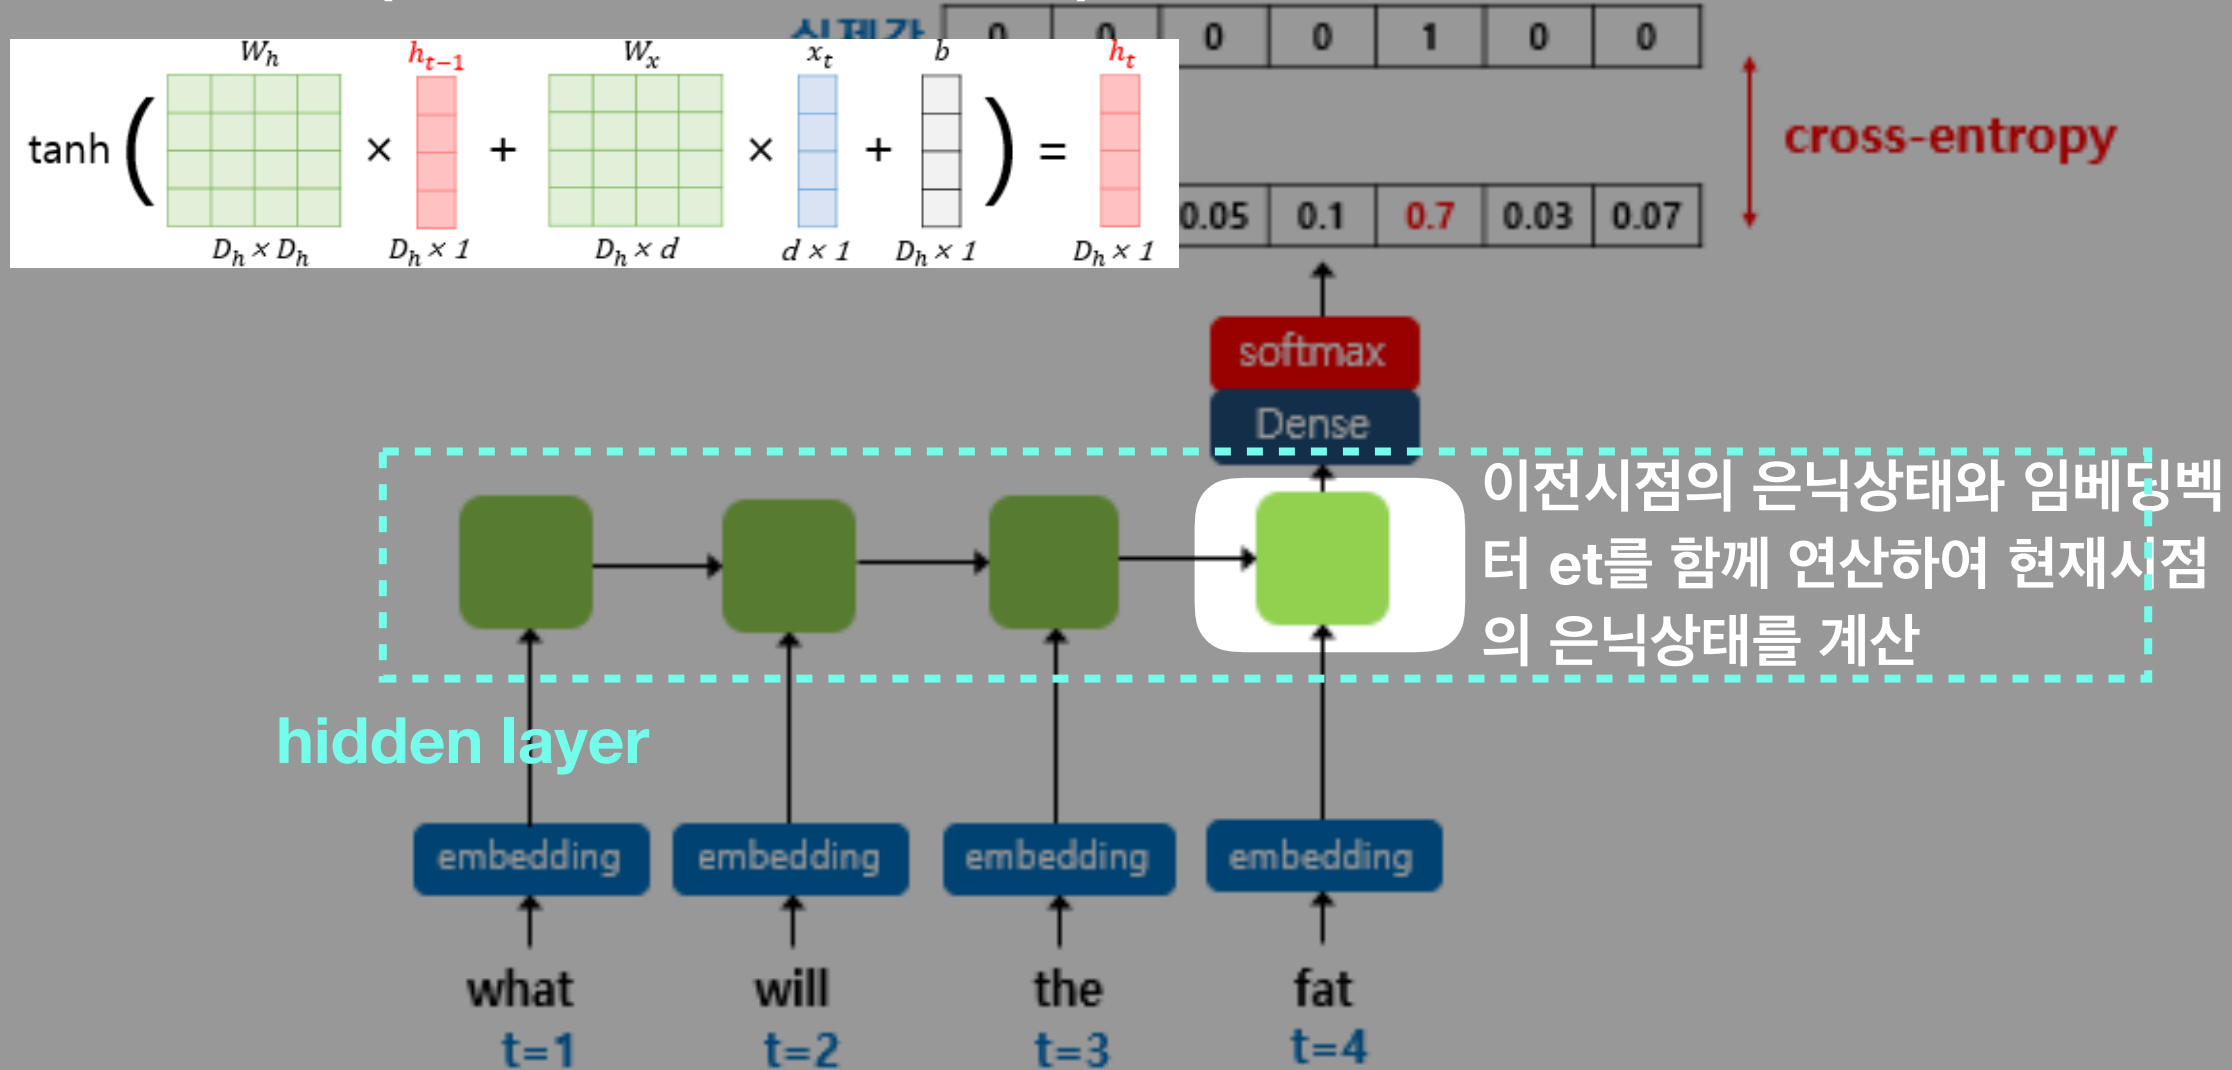 실제값 0 0 0 0 1 0 0
W_h h_{t-1} W_x x_t b h_t
tanh ( × + × + ) =
D_h × D_h D_h × 1 D_h × d d × 1 D_h × 1 D_h × 1
cross-entropy
0.05 0.1 0.7 0.03 0.07
softmax
Dense
이전시점의 은닉상태와 임베딩벡
터 et를 함께 연산하여 현재시점
의 은닉상태를 계산
hidden layer
embedding embedding embedding embedding
what will the fat
t=1 t=2 t=3 t=4